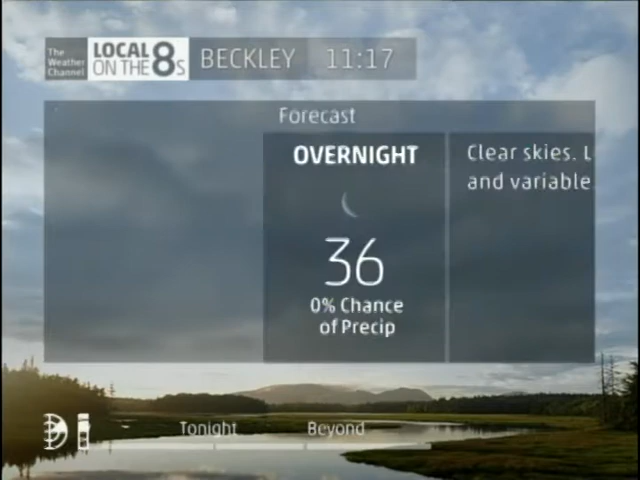 The
Weather
Channel
LOCAL
ON THE 8s
BECKLEY 11:17
Forecast
OVERNIGHT
36
0% Chance
of Precip
Clear skies. L
and variable
Tonight Beyond